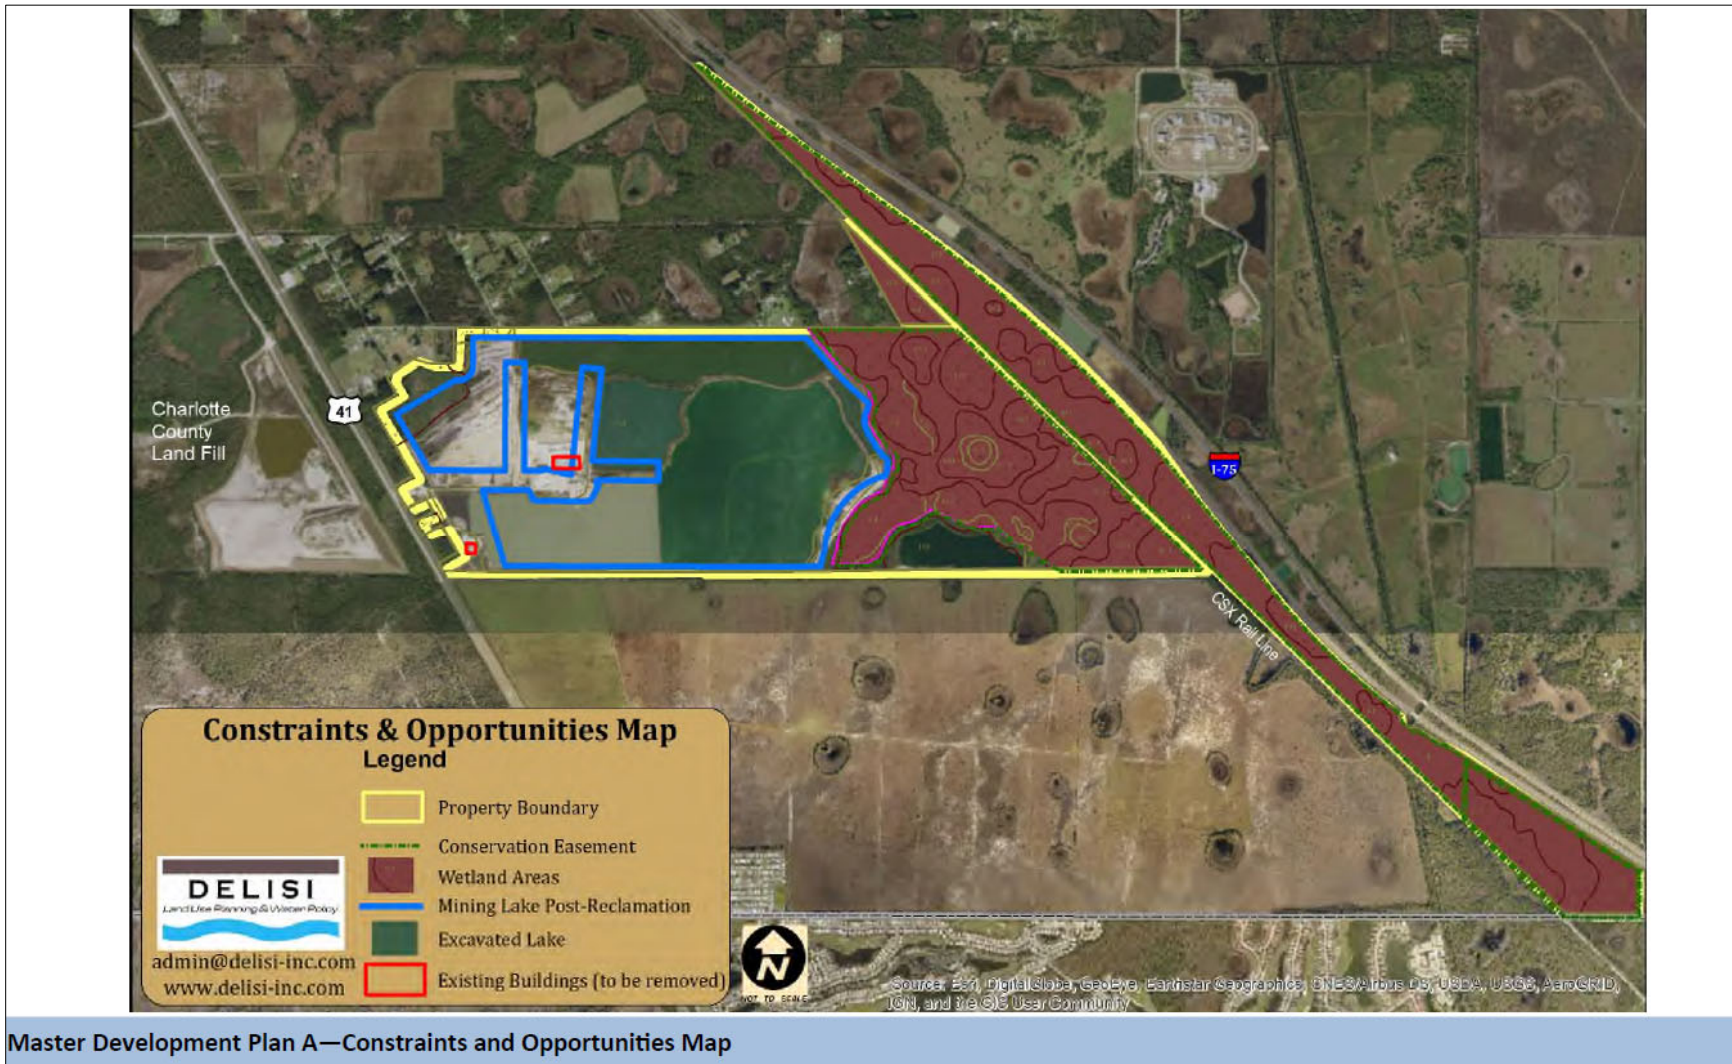 Charlotte
County
Land Fill
41
I-75
CSX Rail Line
Constraints & Opportunities Map
Legend
Property Boundary
Conservation Easement
Wetland Areas
Mining Lake Post-Reclamation
Excavated Lake
Existing Buildings (to be removed)
DELISI
Land Use Planning & Water Policy
admin@delisi-inc.com
www.delisi-inc.com
N
NOT TO SCALE
Source: Esri, DigitalGlobe, GeoEye, Earthstar Geographics, CNES/Airbus DS, USDA, USGS, AeroGRID,
IGN, and the GIS User Community
Master Development Plan A—Constraints and Opportunities Map